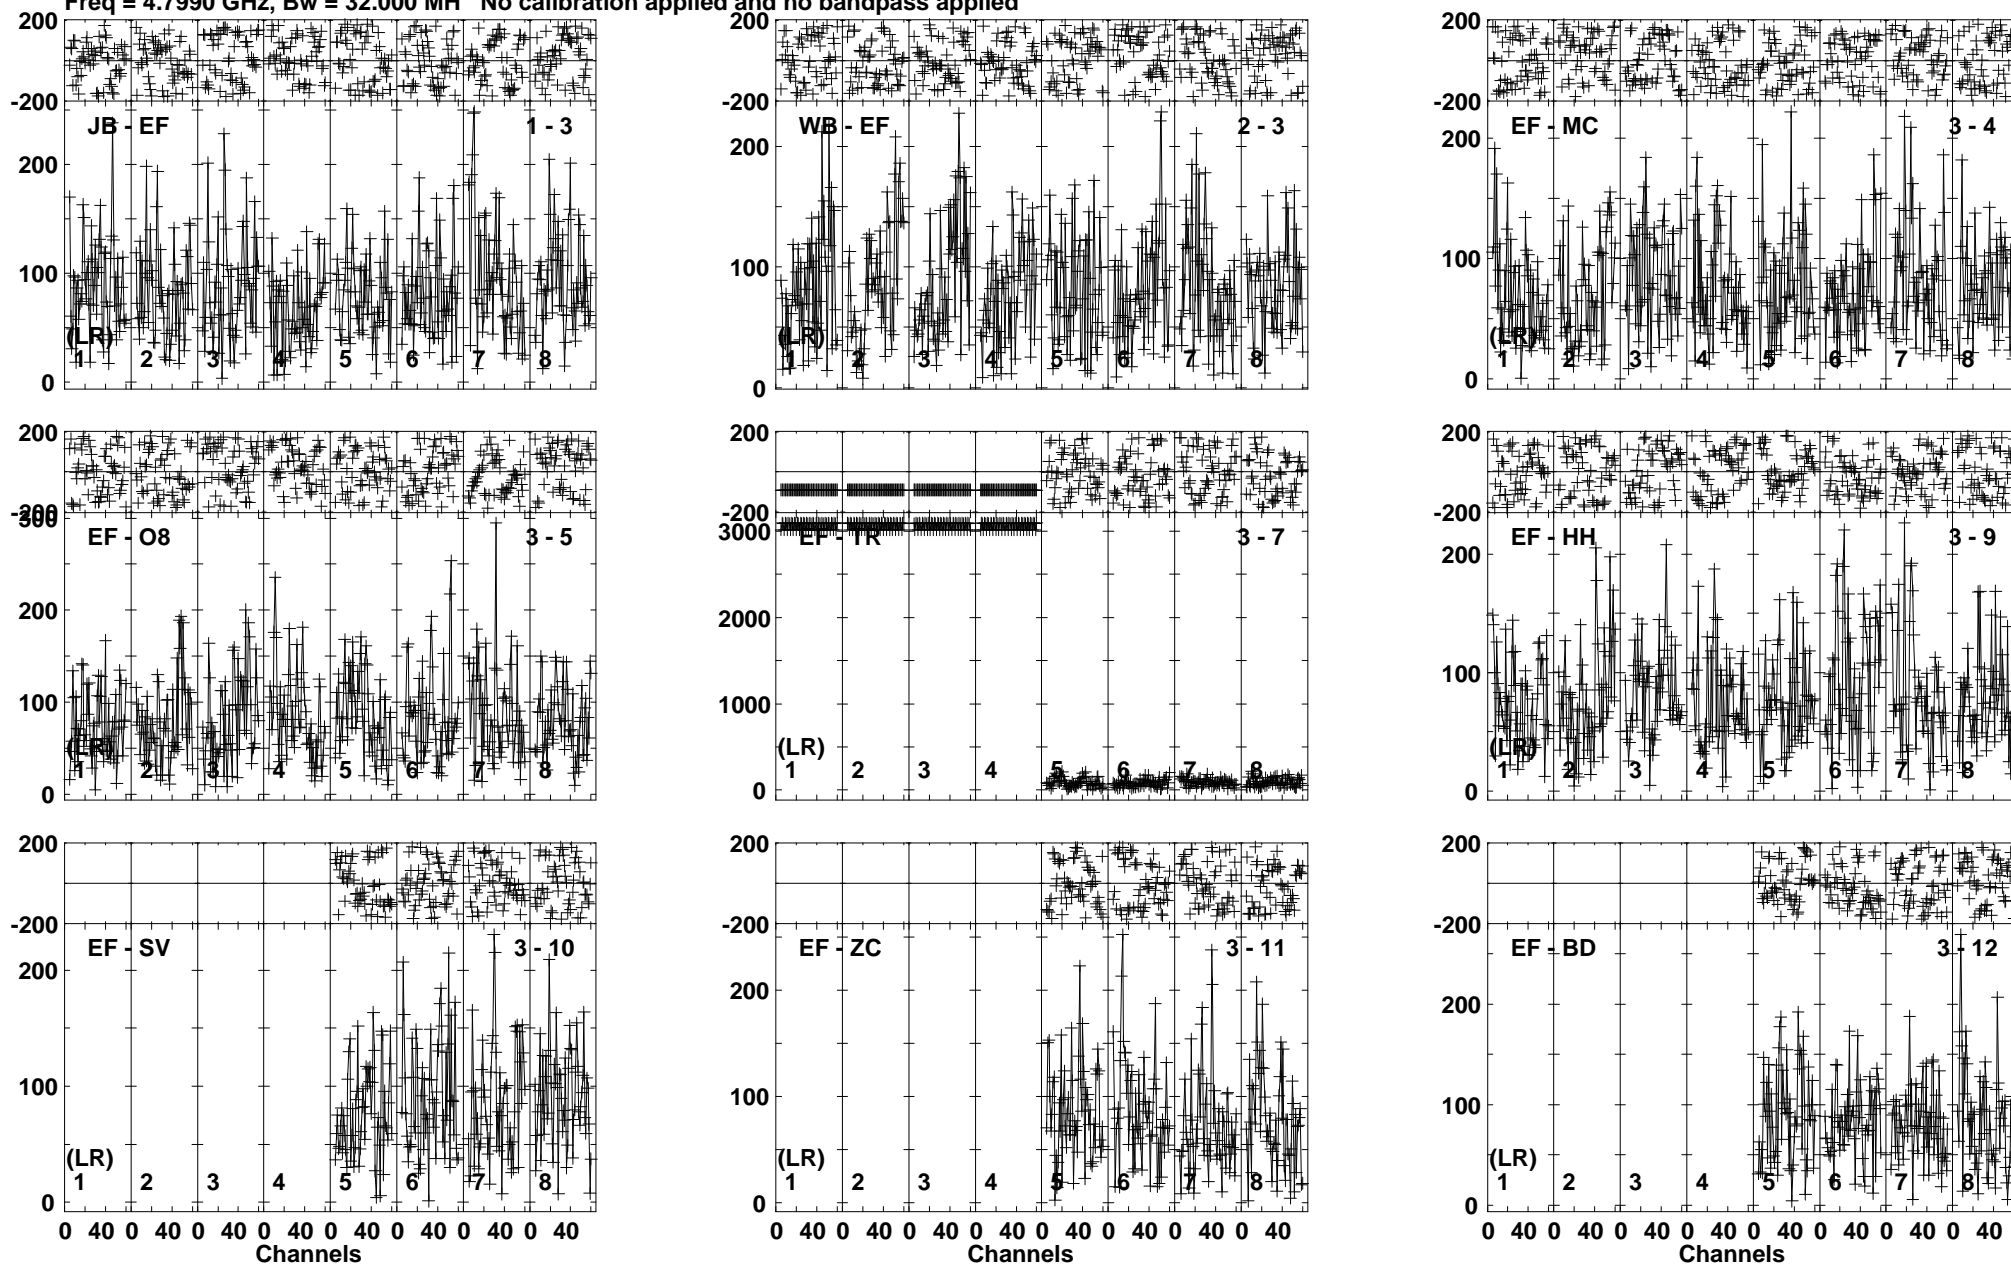 Freq = 4.7990 GHz, Bw = 32.000 MH No calibration applied and no bandpass applied
200 200 200
-200 -200 -200
JB - EF 1 - 3 WB - EF 2 - 3 EF - MC 3 - 4
200 200 200
100 100 100
(LR) (LR) (LR)
1 2 3 4 5 6 7 8 1 2 3 4 5 6 7 8 1 2 3 4 5 6 7 8
0 0 0
200 200 200
-200 -200 -200
300 3000
EF - O8 3 - 5 EF - TR 3 - 7 EF - HH 3 - 9
200 2000 200
100 1000 100
(LR) (LR) (LR)
1 2 3 4 5 6 7 8 1 2 3 4 5 6 7 8 1 2 3 4 5 6 7 8
0 0 0
200 200 200
-200 -200 -200
EF - SV 3 - 10 EF - ZC 3 - 11 EF - BD 3 - 12
200 200 200
100 100 100
(LR) (LR) (LR)
1 2 3 4 5 6 7 8 1 2 3 4 5 6 7 8 1 2 3 4 5 6 7 8
0 0 0
0 40 0 40 0 40 0 40 0 40 0 40 0 40 0 40 0 40 0 40 0 40 0 40 0 40 0 40 0 40 0 40 0 40 0 40 0 40 0 40 0 40 0 40 0 40 0 40
Channels Channels Channels